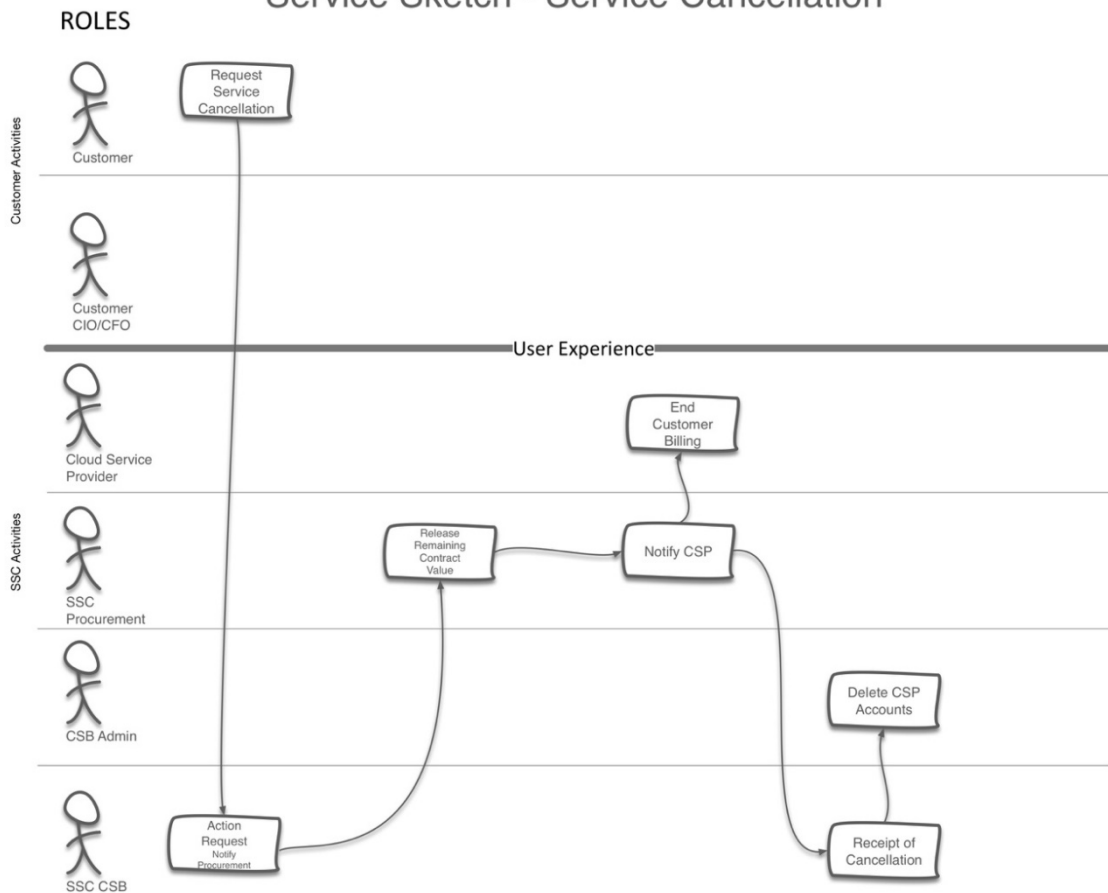 Service Sketch - Service Cancellation
ROLES
Customer Activities
Request
Service
Cancellation
Customer
Customer
CIO/CFO
User Experience
SSC Activities
End
Customer
Billing
Cloud Service
Provider
Release
Remaining
Contract
Value
Notify CSP
SSC
Procurement
Delete CSP
Accounts
CSB Admin
Action
Request
Notify
Procurement
Receipt of
Cancellation
SSC CSB